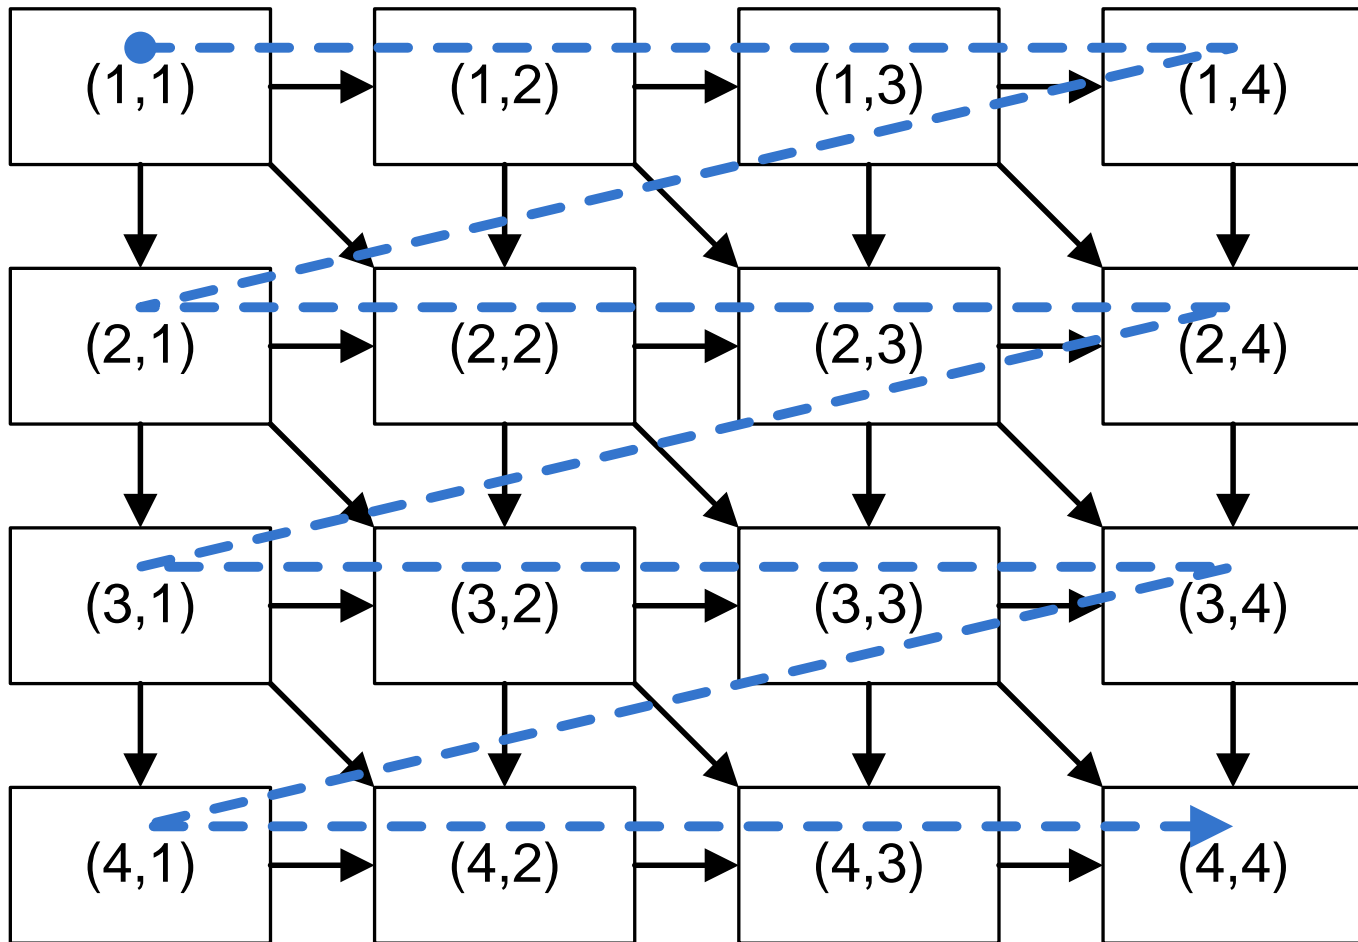 (1,1) (1,2) (1,3) (1,4)
(2,1) (2,2) (2,3) (2,4)
(3,1) (3,2) (3,3) (3,4)
(4,1) (4,2) (4,3) (4,4)